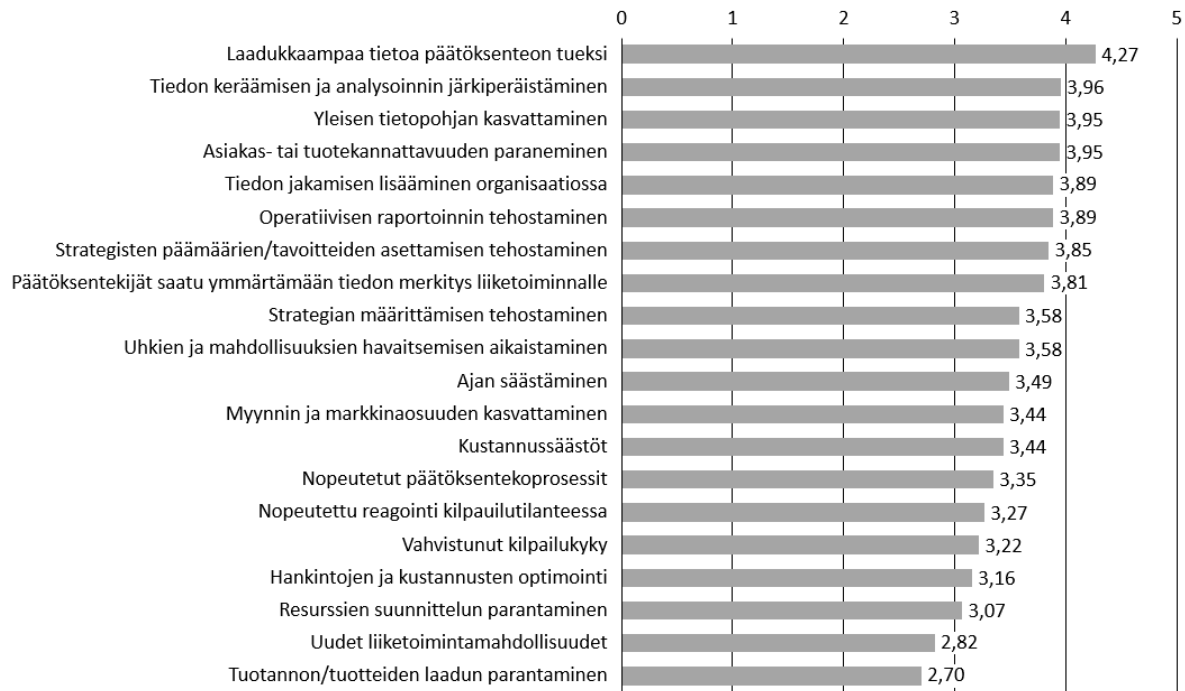 0 1 2 3 4 5
Laadukkaampaa tietoa päätöksenteon tueksi 4,27
Tiedon keräämisen ja analysoinnin järkiperäistäminen 3,96
Yleisen tietopohjan kasvattaminen 3,95
Asiakas- tai tuotekannattavuuden paraneminen 3,95
Tiedon jakamisen lisääminen organisaatiossa 3,89
Operatiivisen raportoinnin tehostaminen 3,89
Strategisten päämäärien/tavoitteiden asettamisen tehostaminen 3,85
Päätöksentekijät saatu ymmärtämään tiedon merkitys liiketoiminnalle 3,81
Strategian määrittämisen tehostaminen 3,58
Uhkien ja mahdollisuuksien havaitsemisen aikaistaminen 3,58
Ajan säästäminen 3,49
Myynnin ja markkinaosuuden kasvattaminen 3,44
Kustannussäästöt 3,44
Nopeutetut päätöksentekoprosessit 3,35
Nopeutettu reagointi kilpauilutilanteessa 3,27
Vahvistunut kilpailukyky 3,22
Hankintojen ja kustannusten optimointi 3,16
Resurssien suunnittelun parantaminen 3,07
Uudet liiketoimintamahdollisuudet 2,82
Tuotannon/tuotteiden laadun parantaminen 2,70